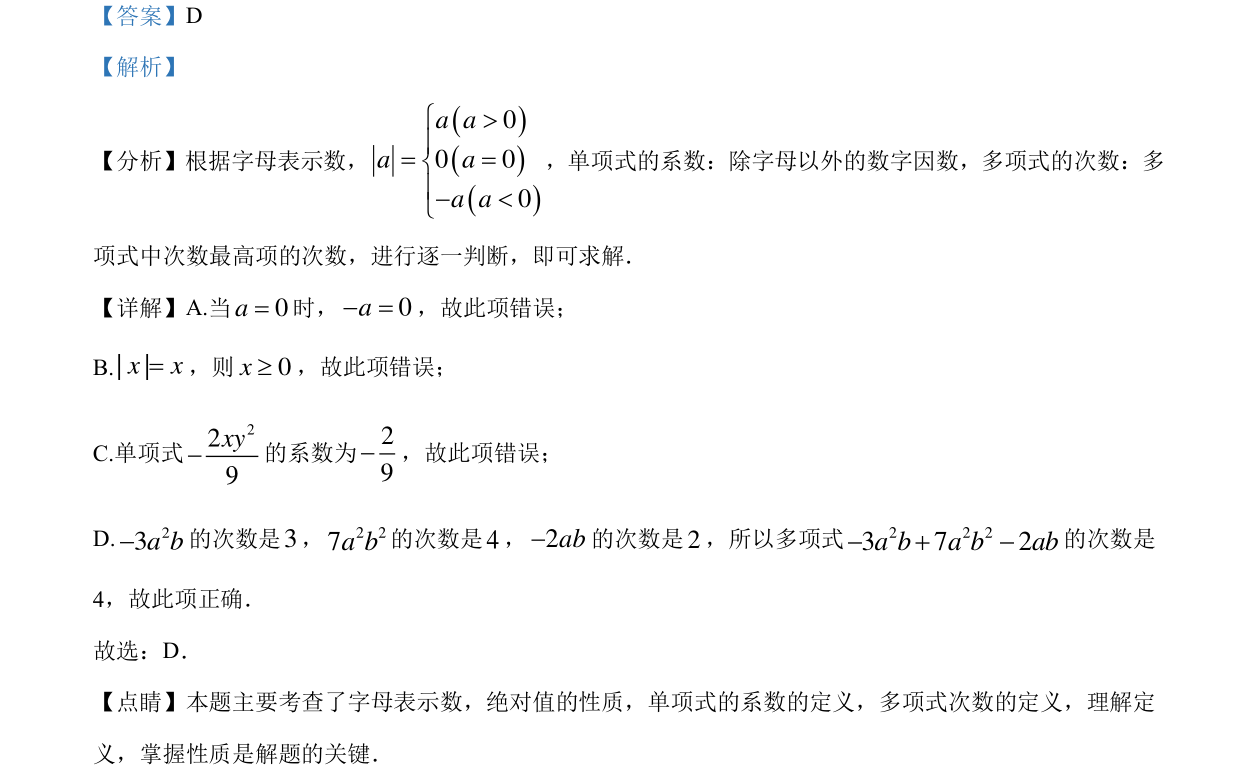 【答案】D
【解析】
【分析】根据字母表示数，|a| = { a(a > 0) 0(a = 0) −a(a < 0) ，单项式的系数：除字母以外的数字因数，多项式的次数：多
项式中次数最高项的次数，进行逐一判断，即可求解．
【详解】A.当 a = 0 时， −a = 0 ，故此项错误；
B. | x |= x ，则 x ≥ 0 ，故此项错误；
C.单项式 −2xy²/9 的系数为 −2/9 ，故此项错误；
D. −3a²b 的次数是 3 ， 7a²b² 的次数是 4 ， −2ab 的次数是 2 ，所以多项式 −3a²b + 7a²b² − 2ab 的次数是
4，故此项正确．
故选：D．
【点睛】本题主要考查了字母表示数，绝对值的性质，单项式的系数的定义，多项式次数的定义，理解定
义，掌握性质是解题的关键．